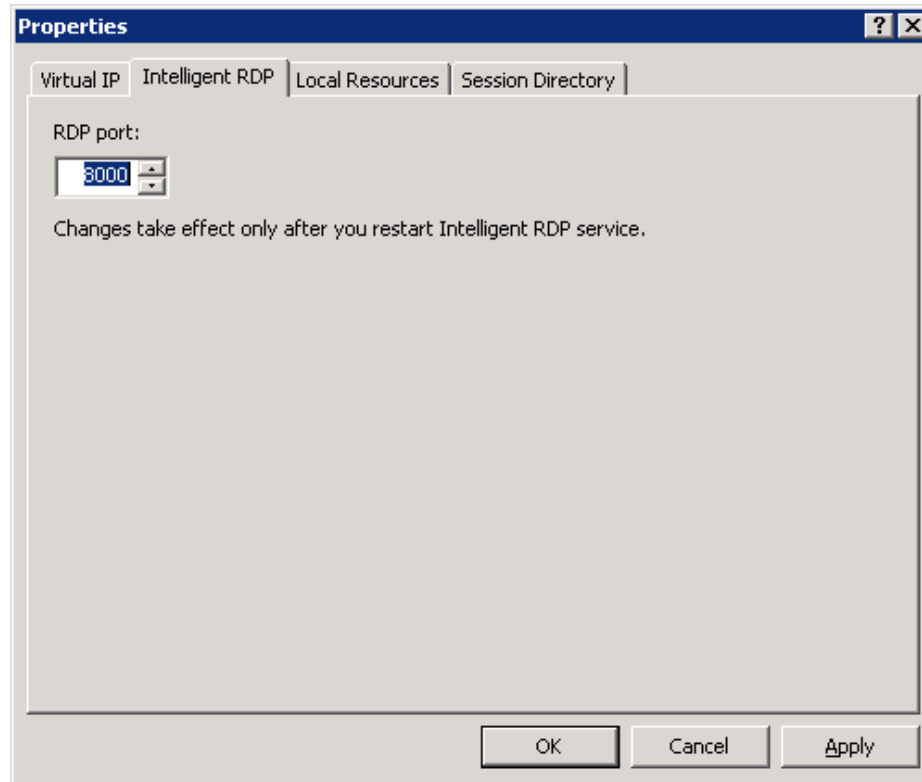 Properties
Virtual IP Intelligent RDP Local Resources Session Directory
RDP port:
8000
Changes take effect only after you restart Intelligent RDP service.
OK Cancel Apply